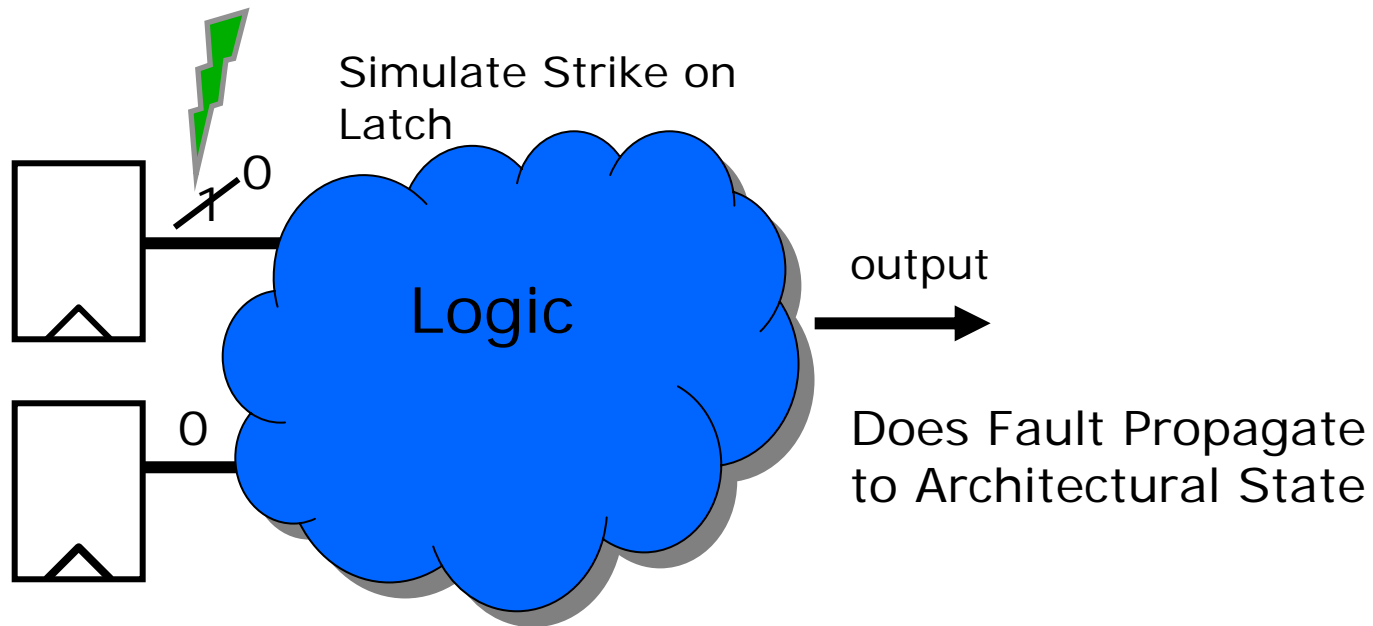 Simulate Strike on
Latch
1 0
Logic
output
0
Does Fault Propagate
to Architectural State